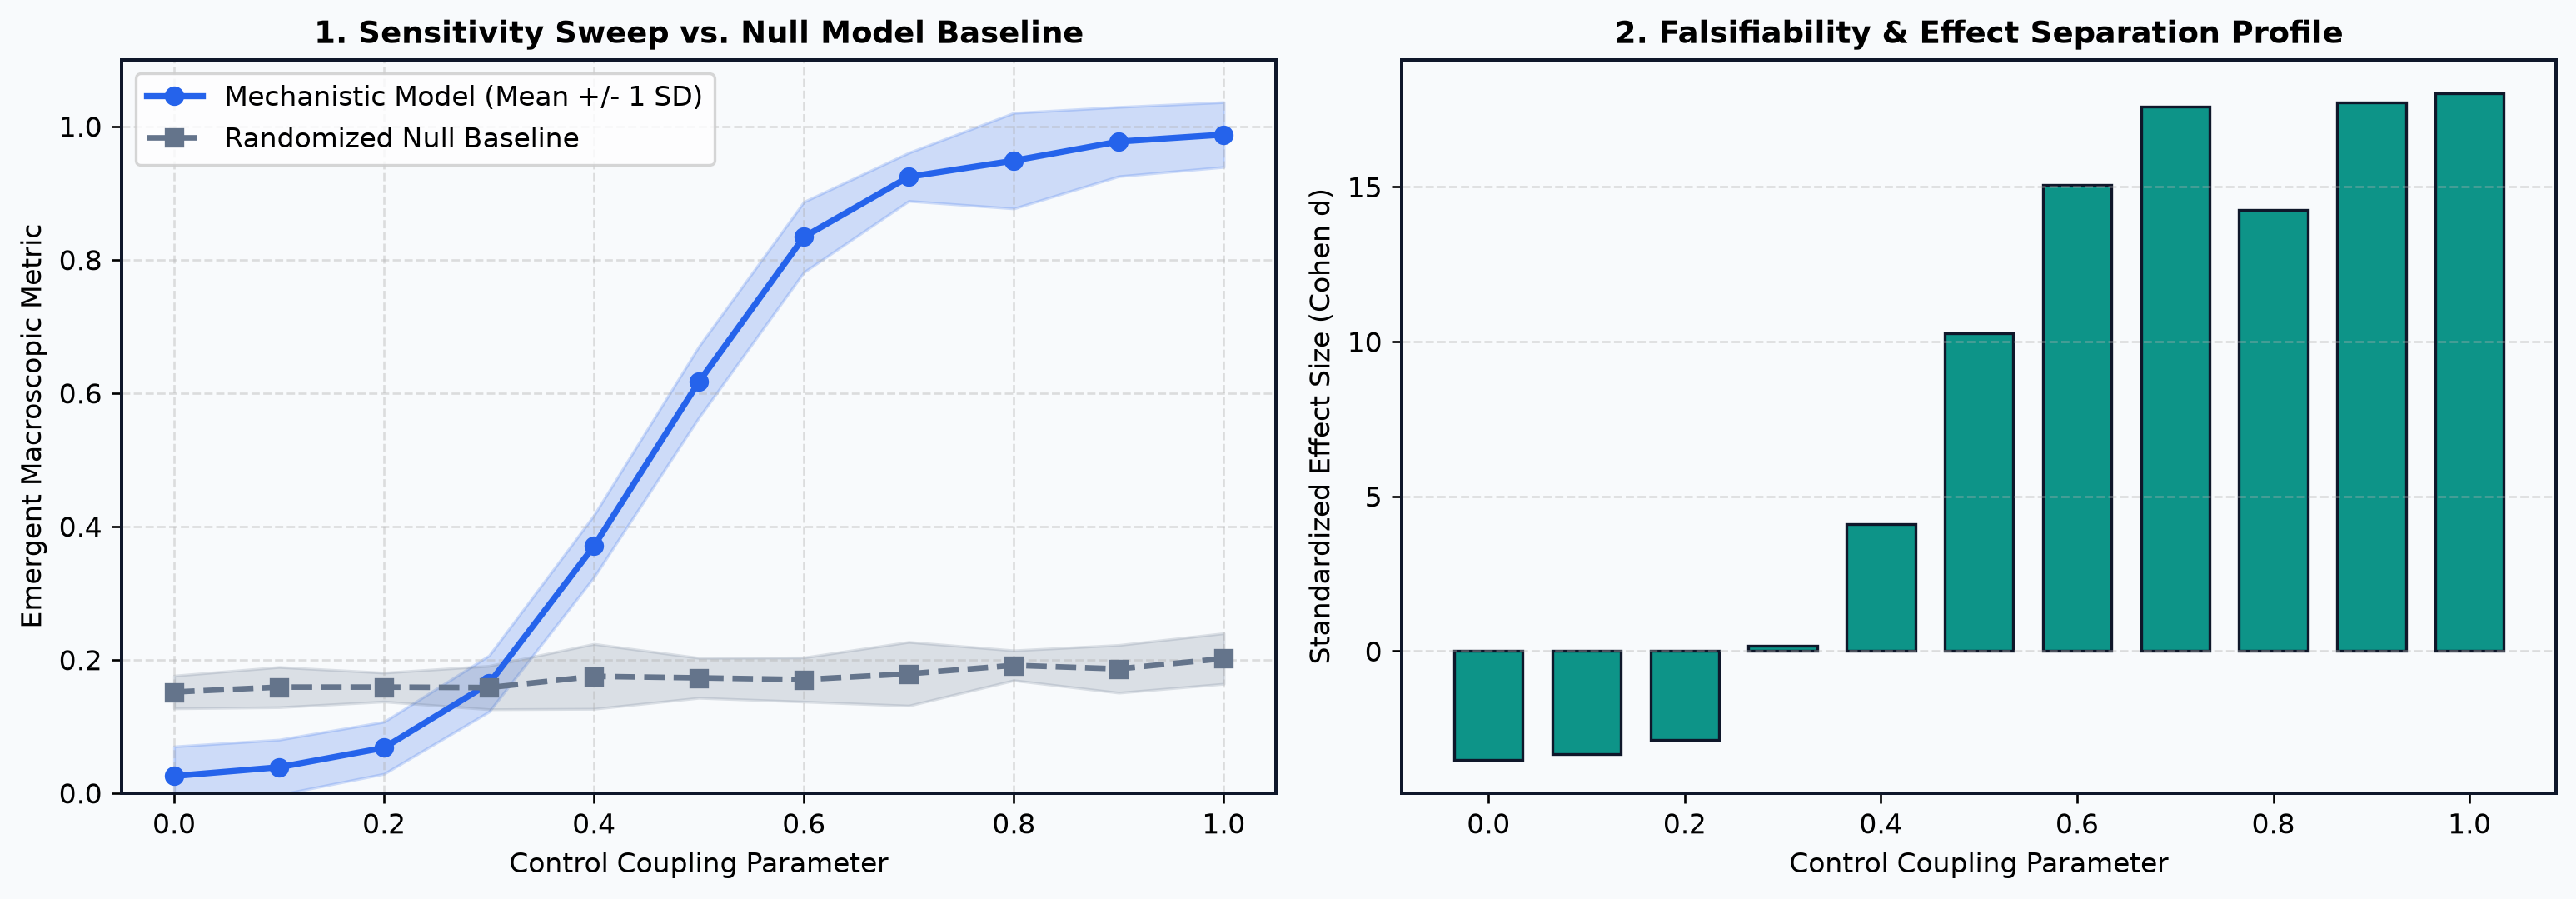 1. Sensitivity Sweep vs. Null Model Baseline
Mechanistic Model (Mean +/- 1 SD)
Randomized Null Baseline
Emergent Macroscopic Metric
1.0
0.8
0.6
0.4
0.2
0.0
0.0 0.2 0.4 0.6 0.8 1.0
Control Coupling Parameter
2. Falsifiability & Effect Separation Profile
Standardized Effect Size (Cohen d)
15
10
5
0
0.0 0.2 0.4 0.6 0.8 1.0
Control Coupling Parameter